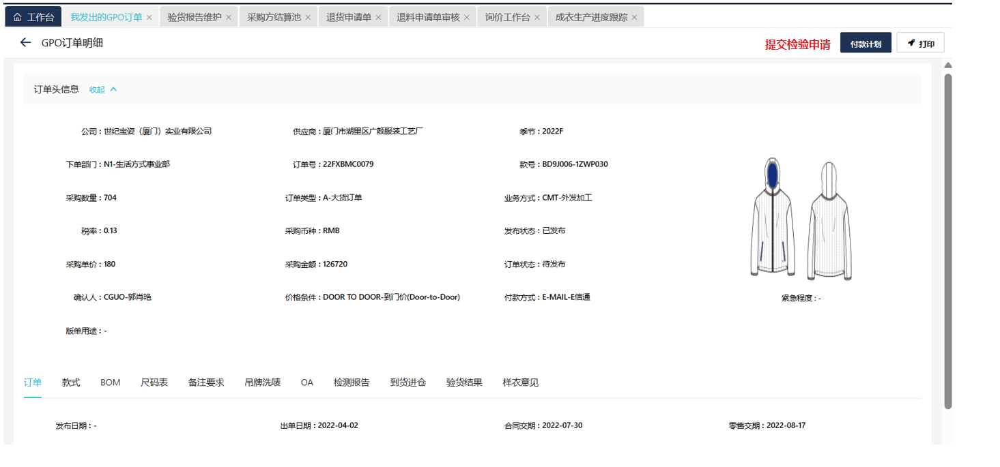 工作台 我发出的GPO订单 × 验货报告维护 × 采购方结算池 × 退货申请单 × 退料申请单审核 × 询价工作台 × 成衣生产进度跟踪 ×
← GPO订单明细 提交检验申请 付款计划 打印
订单头信息 收起
公司：世纪宝姿（厦门）实业有限公司 供应商：厦门市湖里区广颜服装工艺厂 季节：2022F
下单部门：N1-生活方式事业部 订单号：22FXBMC0079 款号：BD9J006-1ZWP030
采购数量：704 订单类型：A-大货订单 业务方式：CMT-外发加工
税率：0.13 采购币种：RMB 发布状态：已发布
采购单价：180 采购金额：126720 订单状态：待发布
确认人：CGUO-郭肖艳 价格条件：DOOR TO DOOR-到门价(Door-to-Door) 付款方式：E-MAIL-E信通 紧急程度：-
版单用途：-
订单 款式 BOM 尺码表 备注要求 吊牌洗唛 OA 检测报告 到货进仓 验货结果 样衣意见
发布日期：- 出单日期：2022-04-02 合同交期：2022-07-30 零售交期：2022-08-17